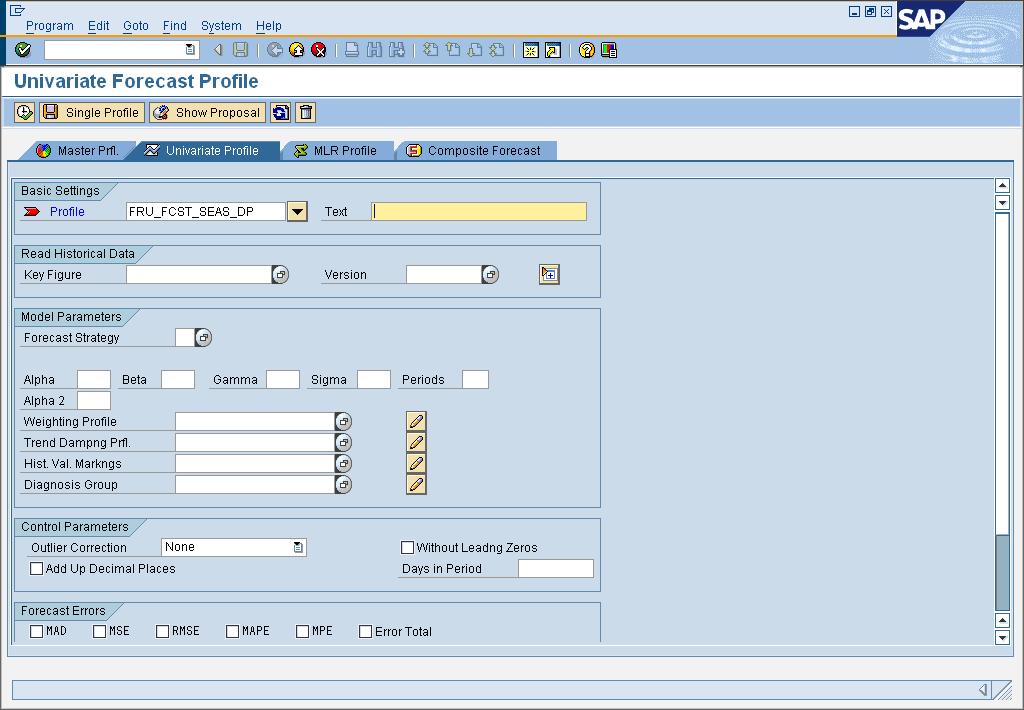 Program Edit Goto Find System Help
SAP
Univariate Forecast Profile
Single Profile Show Proposal
Master Prfl. Univariate Profile MLR Profile Composite Forecast
Basic Settings
Profile FRU_FCST_SEAS_DP Text
Read Historical Data
Key Figure Version
Model Parameters
Forecast Strategy
Alpha Beta Gamma Sigma Periods
Alpha 2
Weighting Profile
Trend Dampng Prfl.
Hist. Val. Markngs
Diagnosis Group
Control Parameters
Outlier Correction None Without Leadng Zeros
Add Up Decimal Places Days in Period
Forecast Errors
MAD MSE RMSE MAPE MPE Error Total